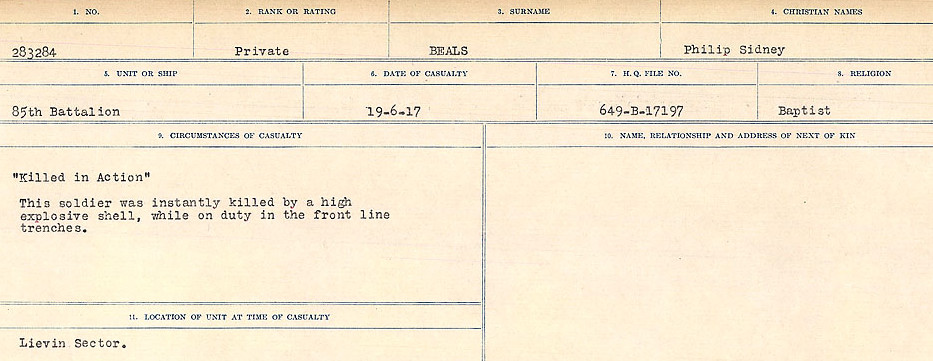 1. NO. 2. RANK OR RATING 3. SURNAME 4. CHRISTIAN NAMES
283284 Private BEALS Philip Sidney
5. UNIT OR SHIP 6. DATE OF CASUALTY 7. H.Q. FILE NO. 8. RELIGION
85th Battalion 19-6-17 649-B-17197 Baptist
9. CIRCUMSTANCES OF CASUALTY 10. NAME, RELATIONSHIP AND ADDRESS OF NEXT OF KIN
"Killed in Action"
This soldier was instantly killed by a high
explosive shell, while on duty in the front line
trenches.
11. LOCATION OF UNIT AT TIME OF CASUALTY
Lievin Sector.